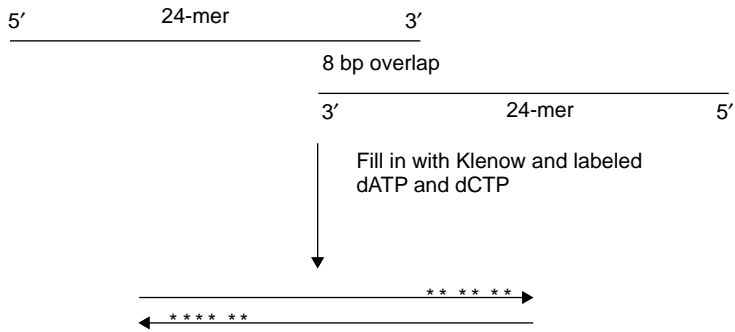 5′ 24-mer 3′
8 bp overlap
3′ 24-mer 5′
Fill in with Klenow and labeled
dATP and dCTP
* * * * * *
* * * * * *